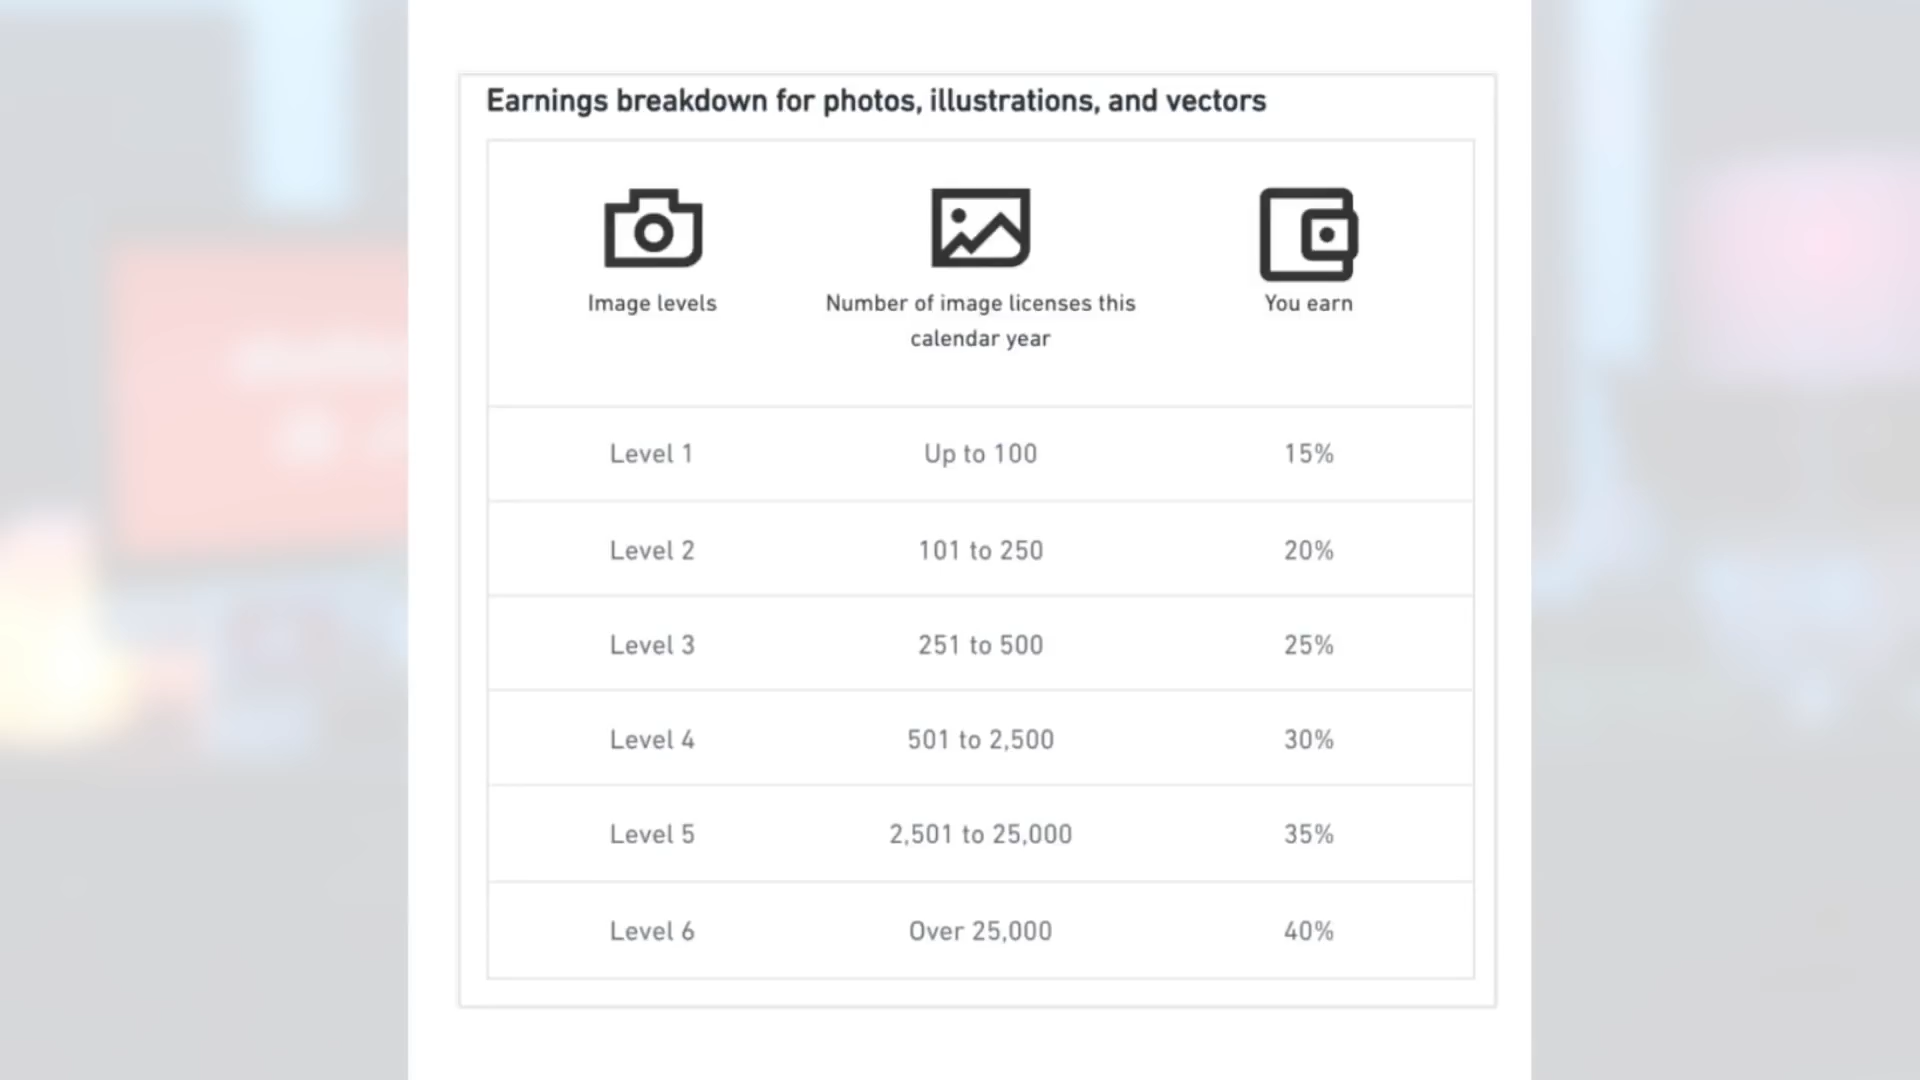 Earnings breakdown for photos, illustrations, and vectors
Image levels
Number of image licenses this
calendar year
You earn
Level 1 Up to 100 15%
Level 2 101 to 250 20%
Level 3 251 to 500 25%
Level 4 501 to 2,500 30%
Level 5 2,501 to 25,000 35%
Level 6 Over 25,000 40%